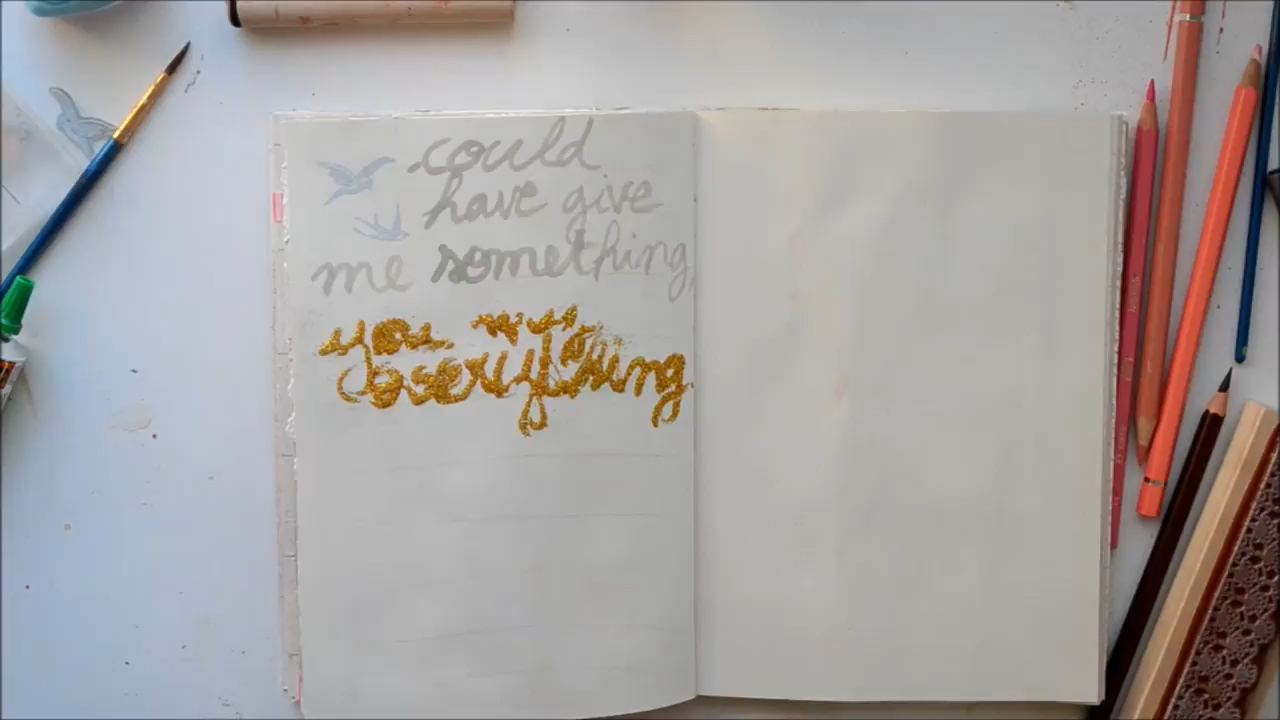 could
have give
me something,
you
everything.